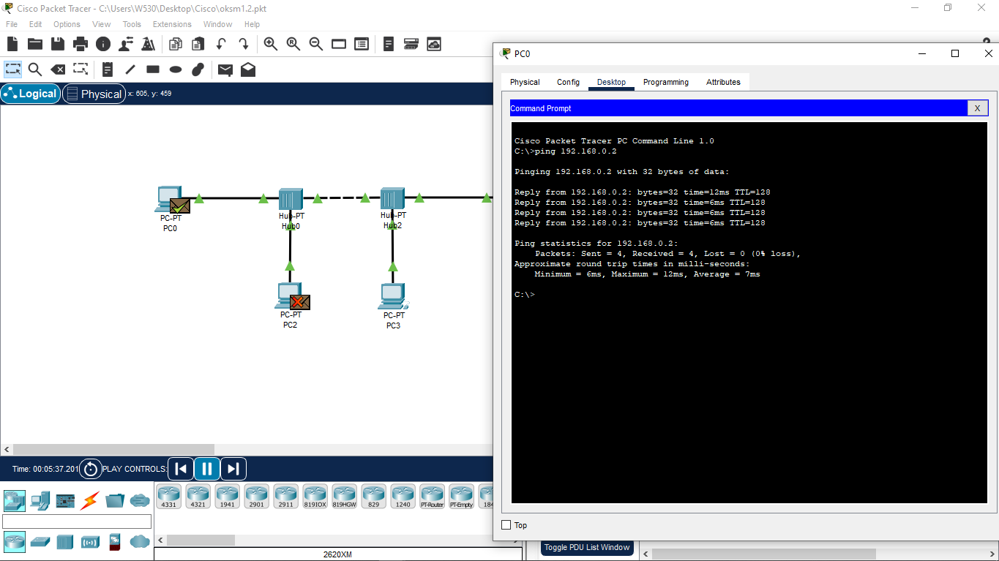 Cisco Packet Tracer - C:\Users\W530\Desktop\Cisco\oksm1.2.pkt
File Edit Options View Tools Extensions Window Help
Logical Physical x: 605, y: 459
PC-PT
PC0
Hub-PT
Hub0
Hub-PT
Hub2
PC-PT
PC2
PC-PT
PC3
PC0
Physical Config Desktop Programming Attributes
Command Prompt X
Cisco Packet Tracer PC Command Line 1.0
C:\>ping 192.168.0.2
Pinging 192.168.0.2 with 32 bytes of data:
Reply from 192.168.0.2: bytes=32 time=12ms TTL=128
Reply from 192.168.0.2: bytes=32 time=6ms TTL=128
Reply from 192.168.0.2: bytes=32 time=6ms TTL=128
Reply from 192.168.0.2: bytes=32 time=6ms TTL=128
Ping statistics for 192.168.0.2:
Packets: Sent = 4, Received = 4, Lost = 0 (0% loss),
Approximate round trip times in milli-seconds:
Minimum = 6ms, Maximum = 12ms, Average = 7ms
C:\>
Top
Time: 00:05:37.201 PLAY CONTROLS:
4331 4321 1941 2901 2911 819IOX 819HGW 829 1240 PT-Router PT-Empty
2620XM
Toggle PDU List Window